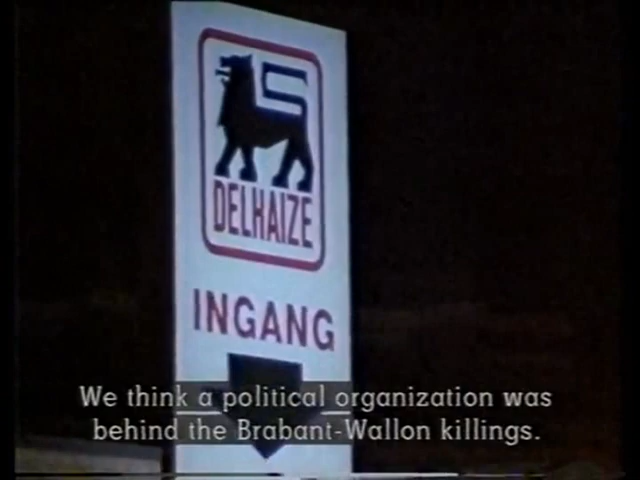 DELHAIZE
INGANG
We think a political organization was
behind the Brabant-Wallon killings.